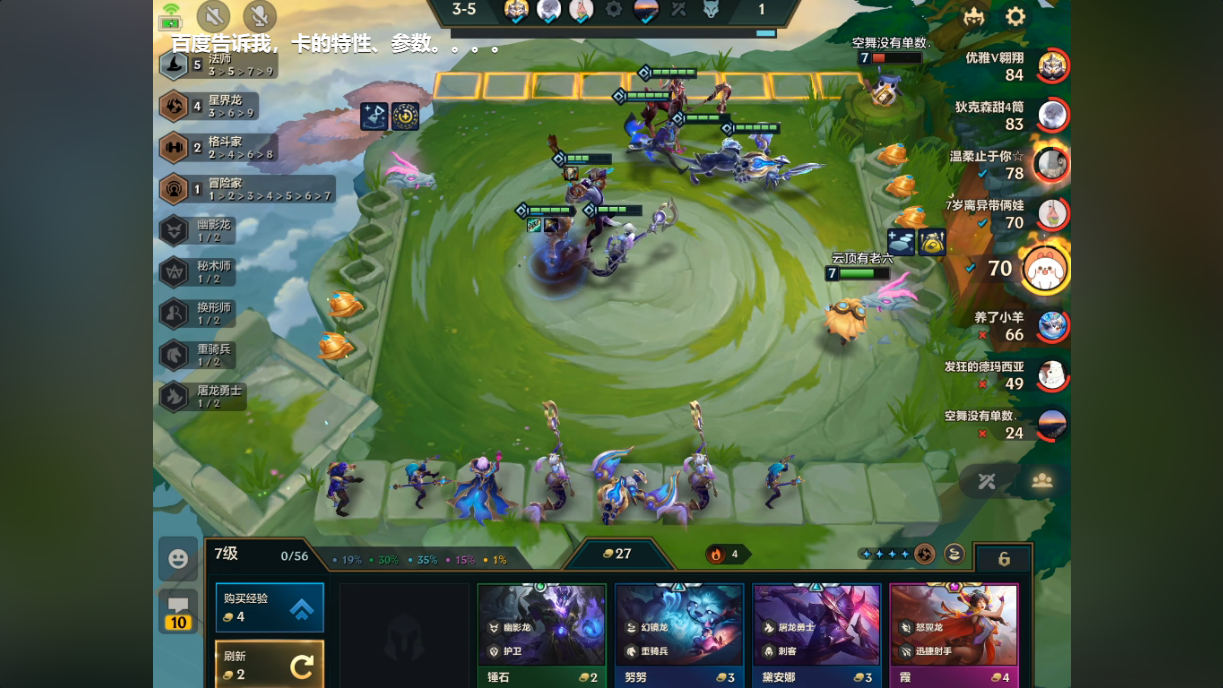 3-5
1
百度告诉我，卡的特性、参数。。。。
5 法师
3 > 5 > 7 > 9
4 星界龙
3 > 6 > 9
2 格斗家
2 > 4 > 6 > 8
1 冒险家
1 > 2 > 3 > 4 > 5 > 6 > 7
幽影龙
1 / 2
秘术师
1 / 2
换形师
1 / 2
重骑兵
1 / 2
屠龙勇士
1 / 2
空舞没有单数.
7
云顶有老六
7
优雅V翱翔
84
狄克森甜4筒
83
温柔止于你☆
78
7岁离异带俩娃
70
70
养了小羊
66
发狂的德玛西亚
49
空舞没有单数.
24
10
7级
0/56
19% 30% 35% 15% 1%
27
4
购买经验
4
刷新
2
幽影龙
护卫
锤石 2
幻镜龙
重骑兵
努努 3
屠龙勇士
刺客
黛安娜 3
怒翼龙
迅捷射手
霞 4